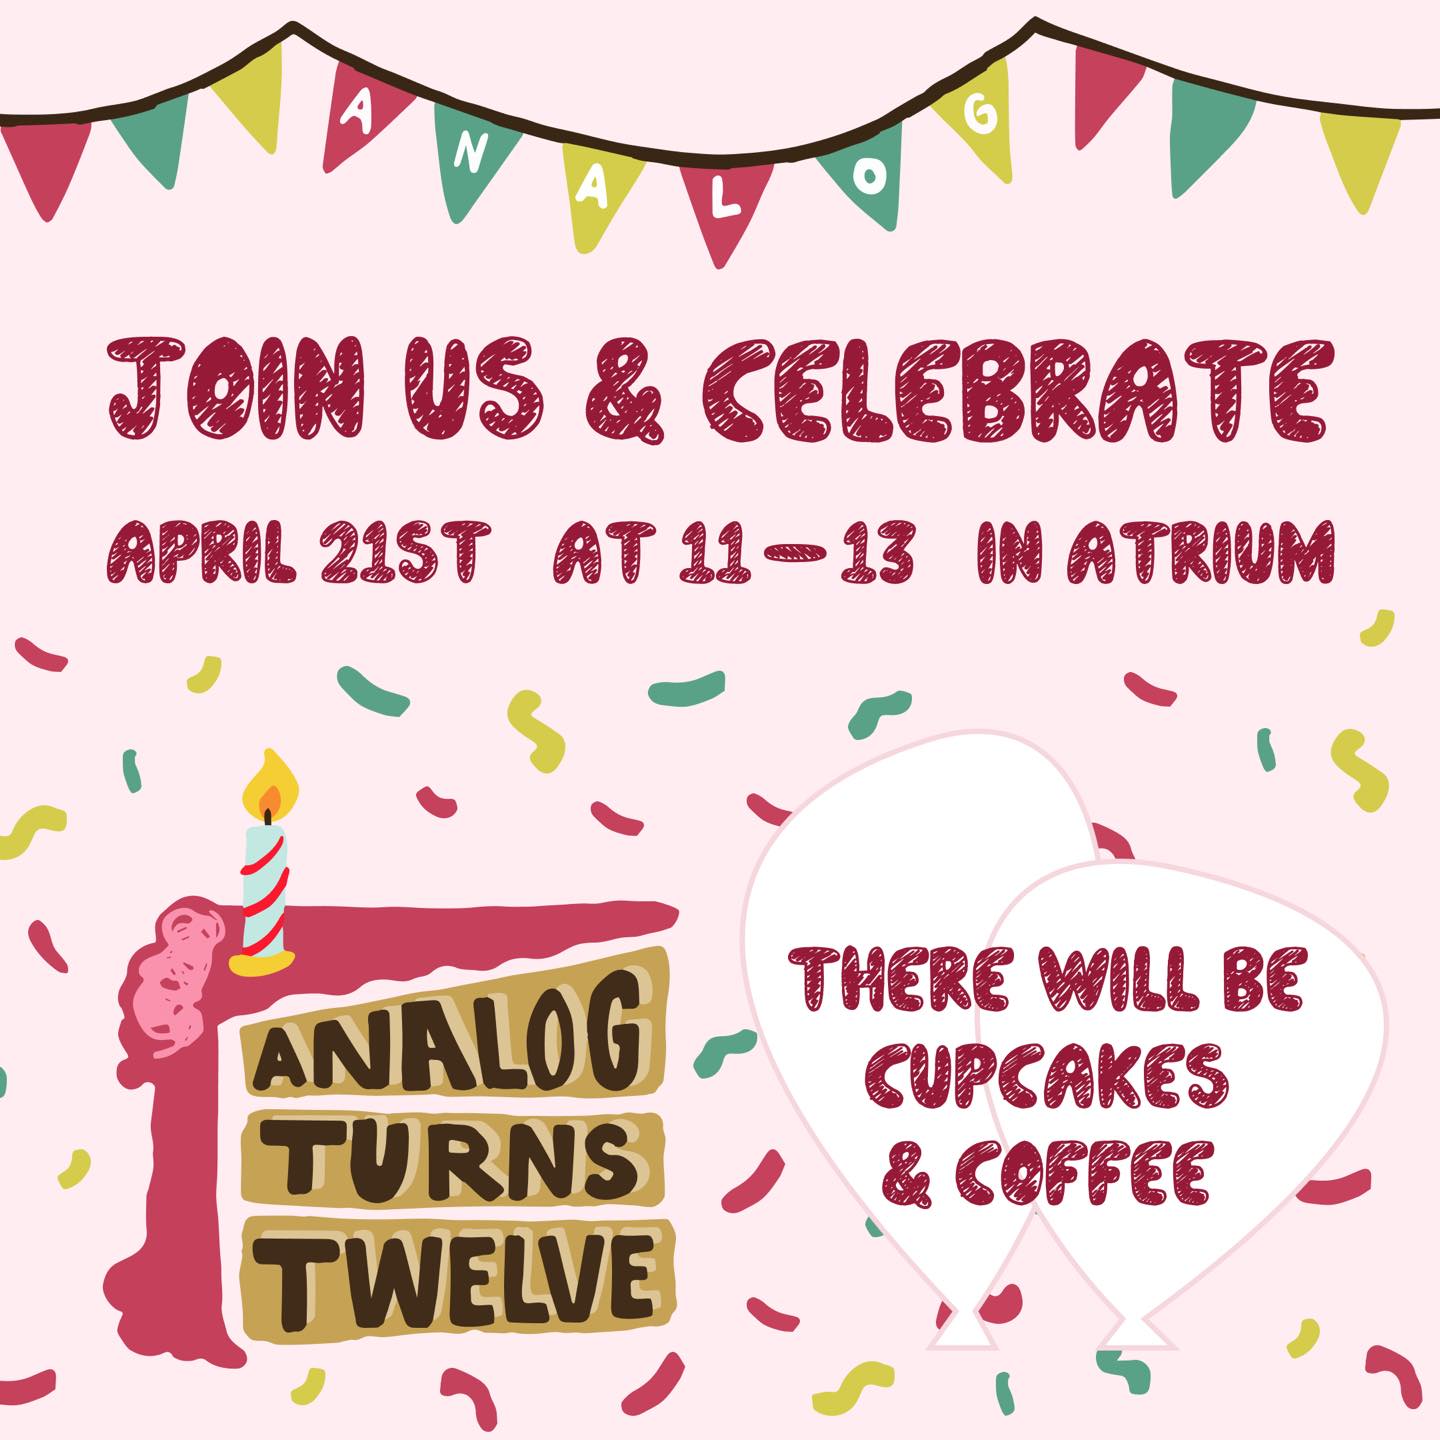 ANALOG
JOIN US & CELEBRATE
APRIL 21ST AT 11–13 IN ATRIUM
ANALOG
TURNS
TWELVE
THERE WILL BE
CUPCAKES
& COFFEE